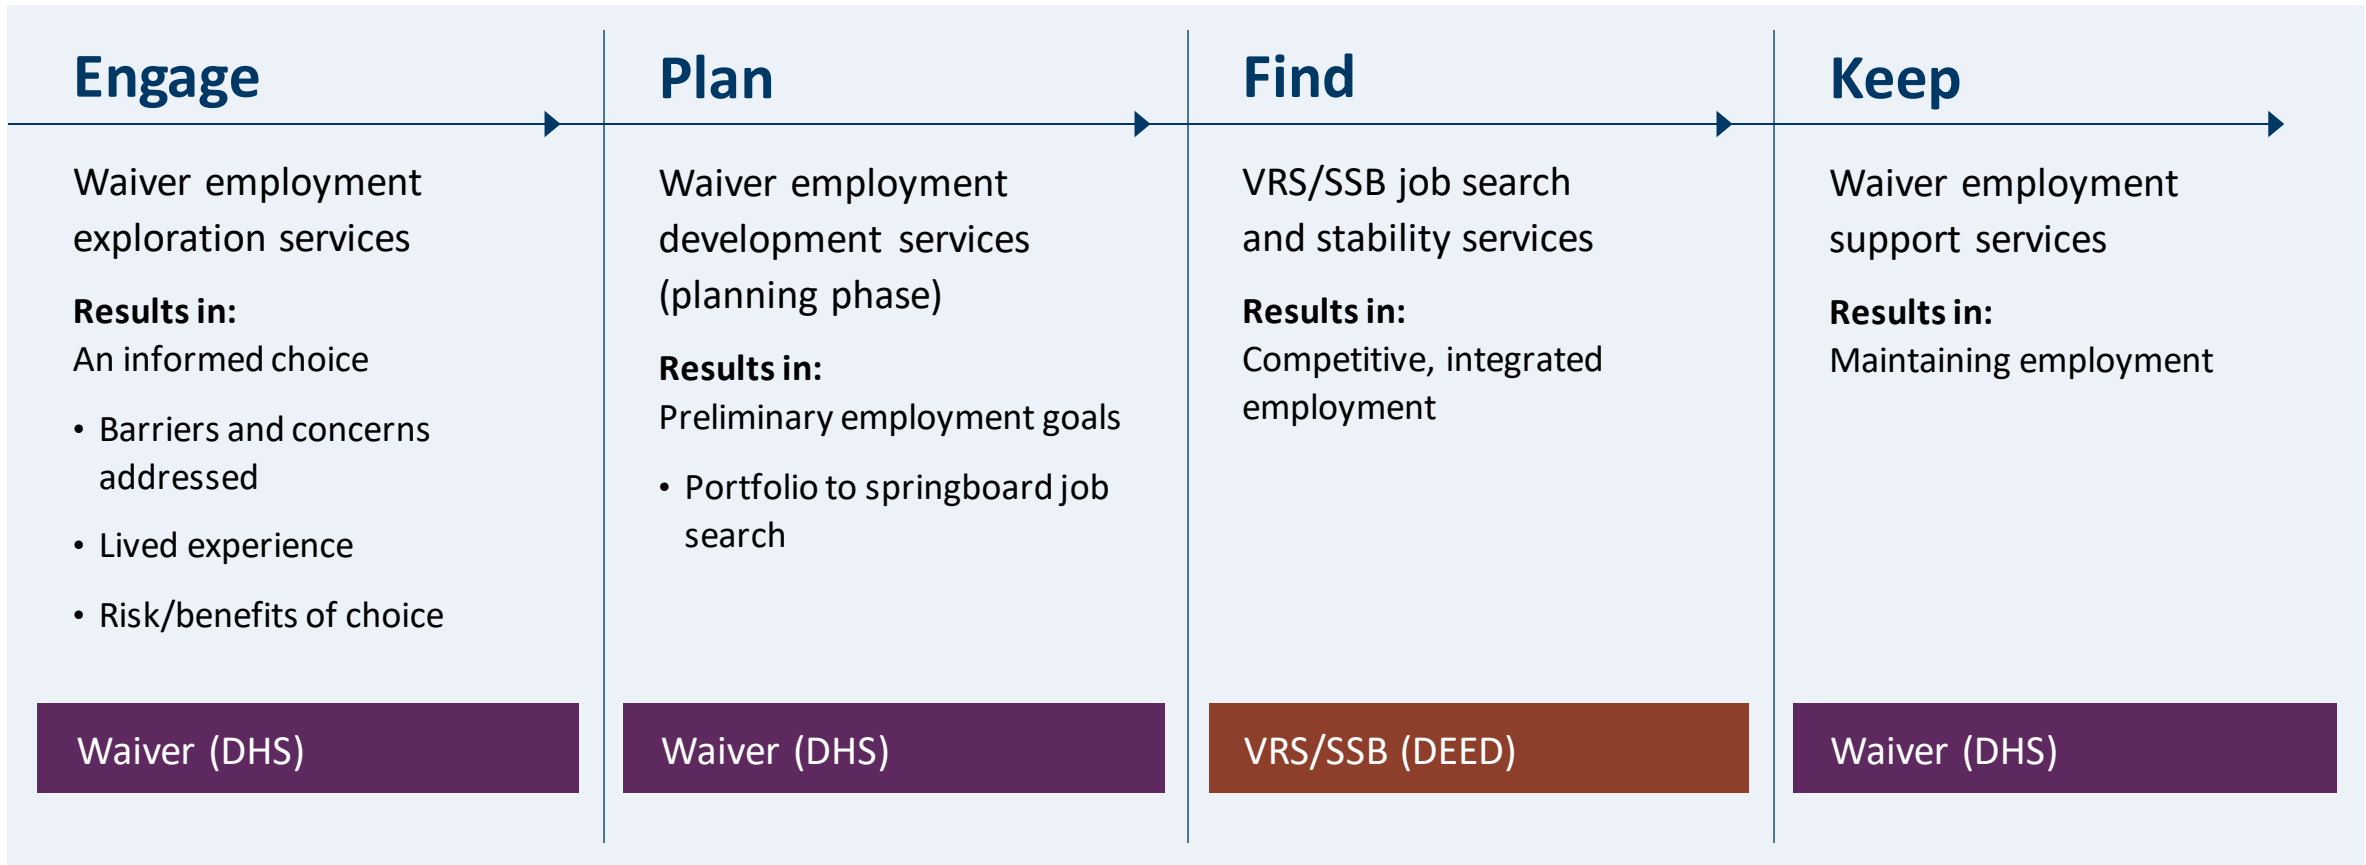 Engage
Waiver employment
exploration services
Results in:
An informed choice
• Barriers and concerns
addressed
• Lived experience
• Risk/benefits of choice
Waiver (DHS)
Plan
Waiver employment
development services
(planning phase)
Results in:
Preliminary employment goals
• Portfolio to springboard job
search
Waiver (DHS)
Find
VRS/SSB job search
and stability services
Results in:
Competitive, integrated
employment
VRS/SSB (DEED)
Keep
Waiver employment
support services
Results in:
Maintaining employment
Waiver (DHS)